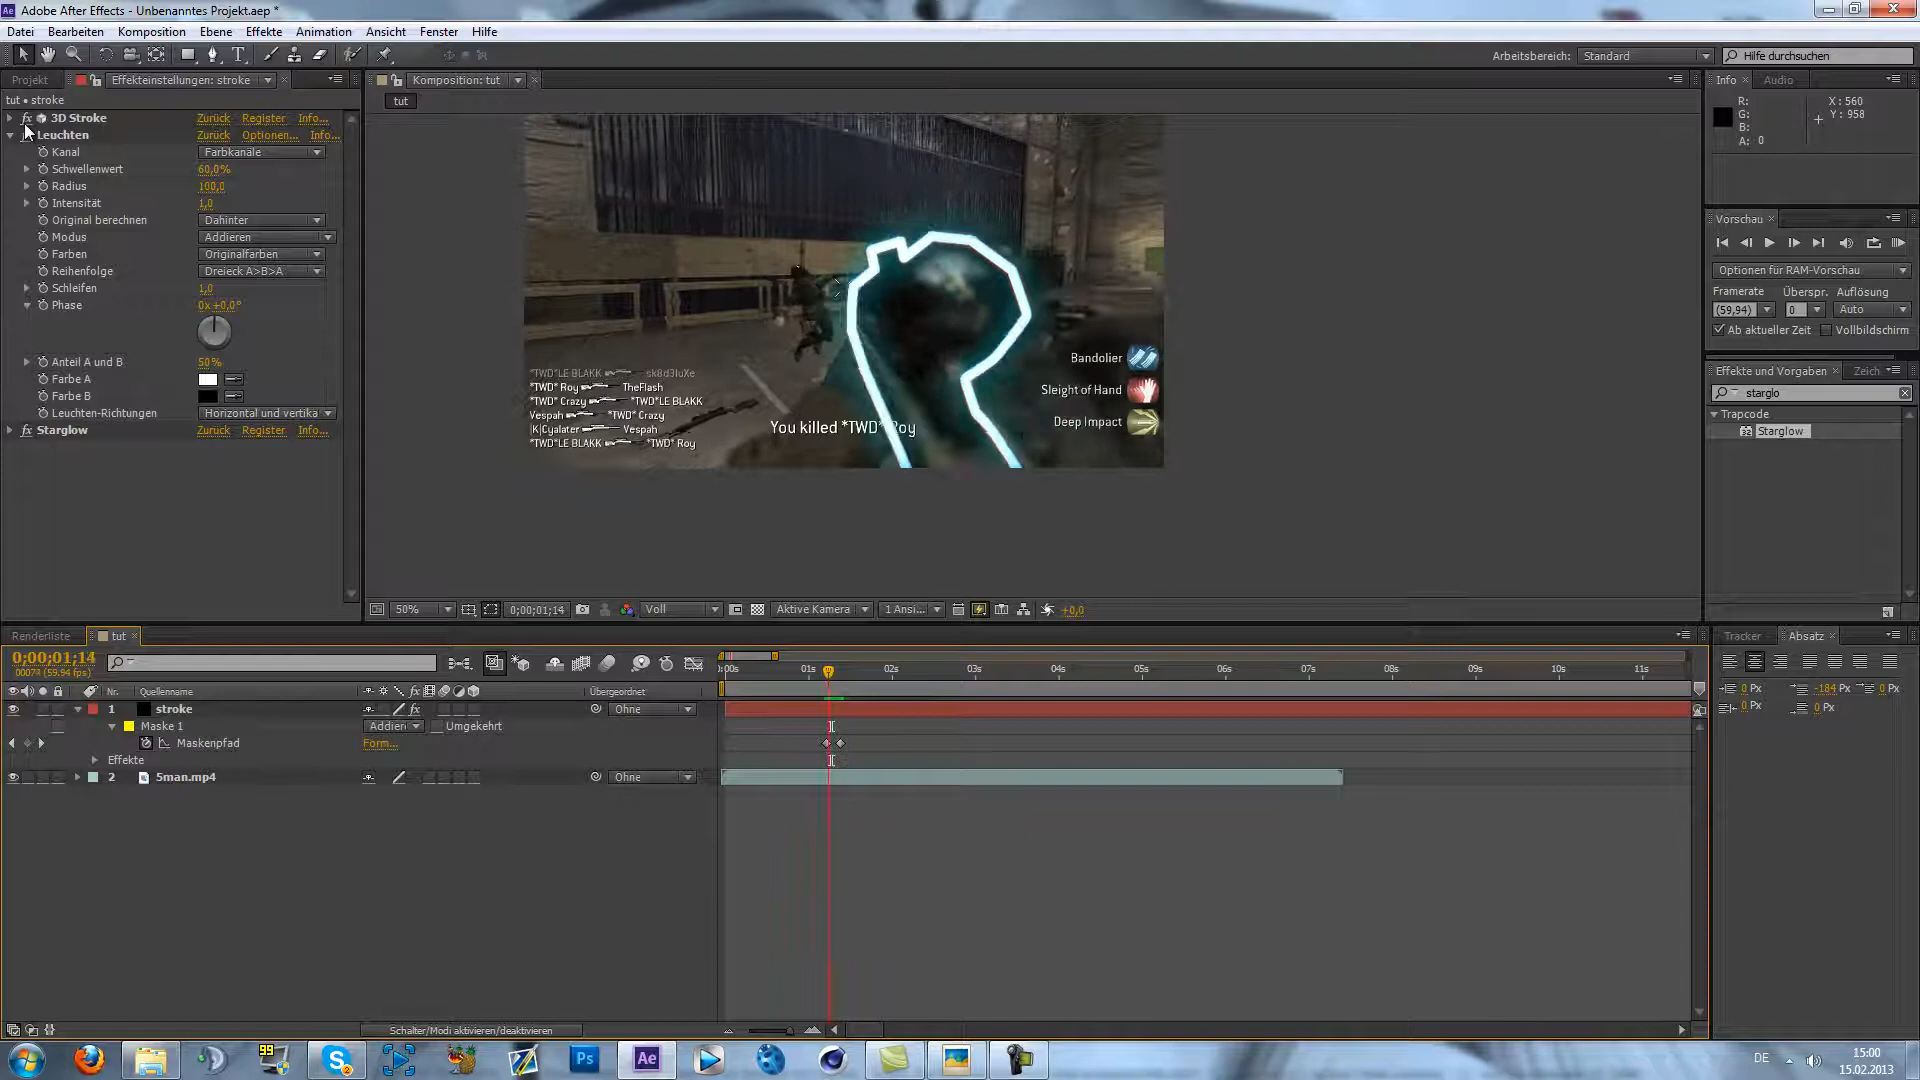 Adobe After Effects - Unbenanntes Projekt.aep *
Datei Bearbeiten Komposition Ebene Effekte Animation Ansicht Fenster Hilfe
Arbeitsbereich: Standard Hilfe durchsuchen
Projekt Effekteinstellungen: stroke
tut • stroke
3D Stroke Zurück Register Info...
Leuchten Zurück Optionen... Info...
Kanal Farbkanäle
Schwellenwert 60,0%
Radius 100,0
Intensität 1,0
Original berechnen Dahinter
Modus Addieren
Farben Originalfarben
Reihenfolge Dreieck A>B>A
Schleifen 1,0
Phase 0x +0,0°
Anteil A und B 50%
Farbe A
Farbe B
Leuchten-Richtungen Horizontal und vertika
Starglow Zurück Register Info...
Komposition: tut
tut
*TWD*LE BLAKK sk8d3luXe
*TWD* Roy TheFlash
*TWD* Crazy *TWD*LE BLAKK
Vespah *TWD* Crazy
|K|Cyalater Vespah
*TWD*LE BLAKK *TWD* Roy
You killed *TWD* Roy
Bandolier
Sleight of Hand
Deep Impact
50% 0;00;01;14 Voll Aktive Kamera 1 Ansi... +0,0
Info Audio
R: X: 560
G: Y: 958
B:
A: 0
Vorschau
Optionen für RAM-Vorschau
Framerate Überspr. Auflösung
(59,94) 0 Auto
Ab aktueller Zeit Vollbildschirm
Effekte und Vorgaben Zeich
starglo
Trapcode
32
Starglow
Renderliste tut
0;00;01;14
00074 (59.94 fps)
Nr. Quellenname Übergeordnet
1 stroke Ohne
Maske 1 Addier Umgekehrt
Maskenpfad Form...
Effekte
2 5man.mp4 Ohne
):00s 01s 02s 03s 04s 05s 06s 07s 08s 09s 10s 11s
Schalter/Modi aktivieren/deaktivieren
Tracker Absatz
0 Px -184 Px 0 Px
0 Px 0 Px
99 S 2 Ps Ae
DE 15:00
15.02.2013